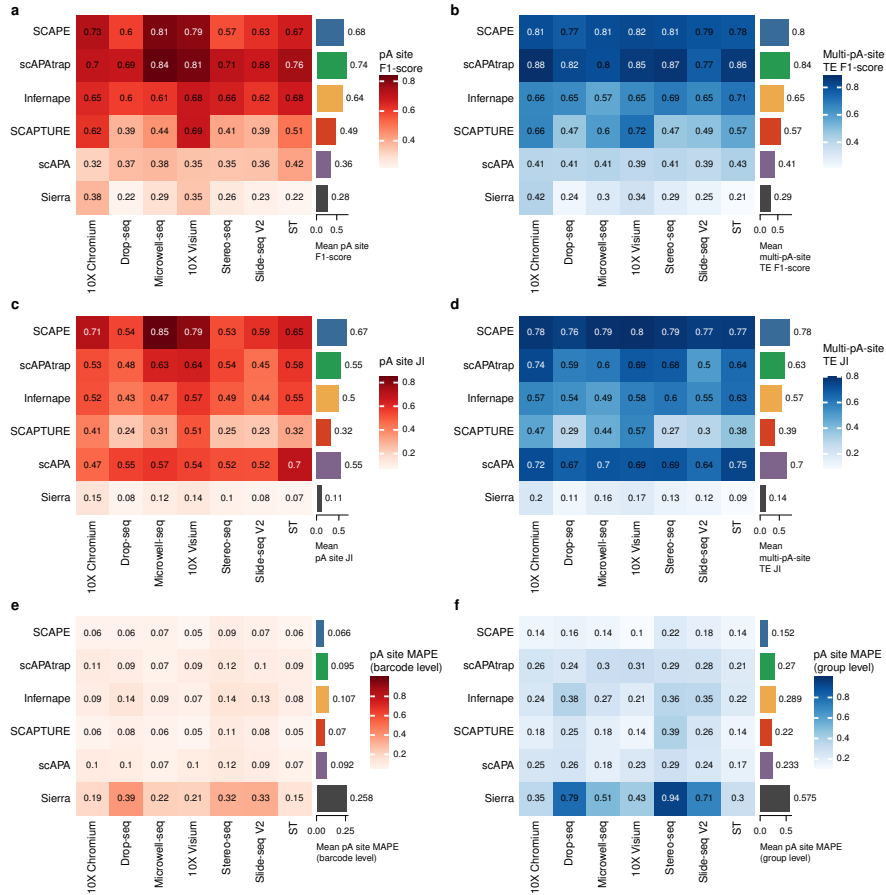 a
SCAPE 0.73 0.6 0.81 0.79 0.57 0.63 0.67 0.68
scAPAtrap 0.7 0.69 0.84 0.81 0.71 0.68 0.76 0.74
Infernape 0.65 0.6 0.61 0.68 0.66 0.62 0.68 0.64
SCAPTURE 0.62 0.39 0.44 0.69 0.41 0.39 0.51 0.49
scAPA 0.32 0.37 0.38 0.35 0.35 0.36 0.42 0.36
Sierra 0.38 0.22 0.29 0.35 0.26 0.23 0.22 0.28
10X Chromium
Drop-seq
Microwell-seq
10X Visium
Stereo-seq
Slide-seq V2
ST
0.0 0.5
Mean pA site
F1-score
pA site
F1-score
0.8
0.6
0.4
b
SCAPE 0.81 0.77 0.81 0.82 0.82 0.79 0.78 0.8
scAPAtrap 0.88 0.82 0.8 0.85 0.87 0.77 0.86 0.84
Infernape 0.66 0.65 0.57 0.66 0.65 0.65 0.71 0.65
SCAPTURE 0.66 0.47 0.6 0.72 0.47 0.49 0.57 0.57
scAPA 0.41 0.41 0.39 0.41 0.41 0.39 0.43 0.41
Sierra 0.42 0.24 0.3 0.34 0.29 0.25 0.21 0.29
10X Chromium
Drop-seq
Microwell-seq
10X Visium
Stereo-seq
Slide-seq V2
ST
0.0 0.5
Mean
multi-pA-site
TE F1-score
Multi-pA-site
TE F1-score
0.8
0.6
0.4
c
SCAPE 0.71 0.54 0.85 0.79 0.53 0.59 0.65 0.67
scAPAtrap 0.53 0.48 0.63 0.64 0.54 0.45 0.58 0.55
Infernape 0.52 0.43 0.47 0.57 0.49 0.44 0.55 0.5
SCAPTURE 0.41 0.24 0.31 0.51 0.25 0.23 0.32 0.32
scAPA 0.47 0.55 0.57 0.54 0.52 0.52 0.7 0.55
Sierra 0.15 0.08 0.12 0.14 0.1 0.08 0.07 0.11
10X Chromium
Drop-seq
Microwell-seq
10X Visium
Stereo-seq
Slide-seq V2
ST
0.0 0.5
Mean
pA site JI
pA site JI
0.8
0.6
0.4
0.2
d
SCAPE 0.78 0.76 0.79 0.8 0.79 0.77 0.77 0.78
scAPAtrap 0.74 0.59 0.6 0.69 0.68 0.5 0.64 0.63
Infernape 0.57 0.54 0.49 0.58 0.6 0.55 0.63 0.57
SCAPTURE 0.47 0.29 0.44 0.57 0.27 0.3 0.38 0.39
scAPA 0.72 0.67 0.7 0.69 0.69 0.64 0.75 0.7
Sierra 0.2 0.11 0.16 0.17 0.13 0.12 0.09 0.14
10X Chromium
Drop-seq
Microwell-seq
10X Visium
Stereo-seq
Slide-seq V2
ST
0.0 0.5
Mean
multi-pA-site
TE JI
Multi-pA-site
TE JI
0.8
0.6
0.4
0.2
e
SCAPE 0.06 0.06 0.07 0.05 0.09 0.07 0.06 0.066
scAPAtrap 0.11 0.09 0.07 0.09 0.12 0.1 0.09 0.095
Infernape 0.09 0.14 0.09 0.07 0.14 0.13 0.08 0.107
SCAPTURE 0.06 0.08 0.06 0.05 0.11 0.08 0.05 0.07
scAPA 0.1 0.1 0.07 0.1 0.12 0.09 0.07 0.092
Sierra 0.19 0.39 0.22 0.21 0.32 0.33 0.15 0.258
10X Chromium
Drop-seq
Microwell-seq
10X Visium
Stereo-seq
Slide-seq V2
ST
0.00 0.25
Mean pA site MAPE
(barcode level)
pA site MAPE
(barcode level)
0.8
0.6
0.4
0.2
f
SCAPE 0.14 0.16 0.14 0.1 0.22 0.18 0.14 0.152
scAPAtrap 0.26 0.24 0.3 0.31 0.29 0.28 0.21 0.27
Infernape 0.24 0.38 0.27 0.21 0.36 0.35 0.22 0.289
SCAPTURE 0.18 0.25 0.18 0.14 0.39 0.26 0.14 0.22
scAPA 0.25 0.26 0.18 0.23 0.29 0.24 0.17 0.233
Sierra 0.35 0.79 0.51 0.43 0.94 0.71 0.3 0.575
10X Chromium
Drop-seq
Microwell-seq
10X Visium
Stereo-seq
Slide-seq V2
ST
0.0 0.5
Mean pA site MAPE
(group level)
pA site MAPE
(group level)
0.8
0.6
0.4
0.2